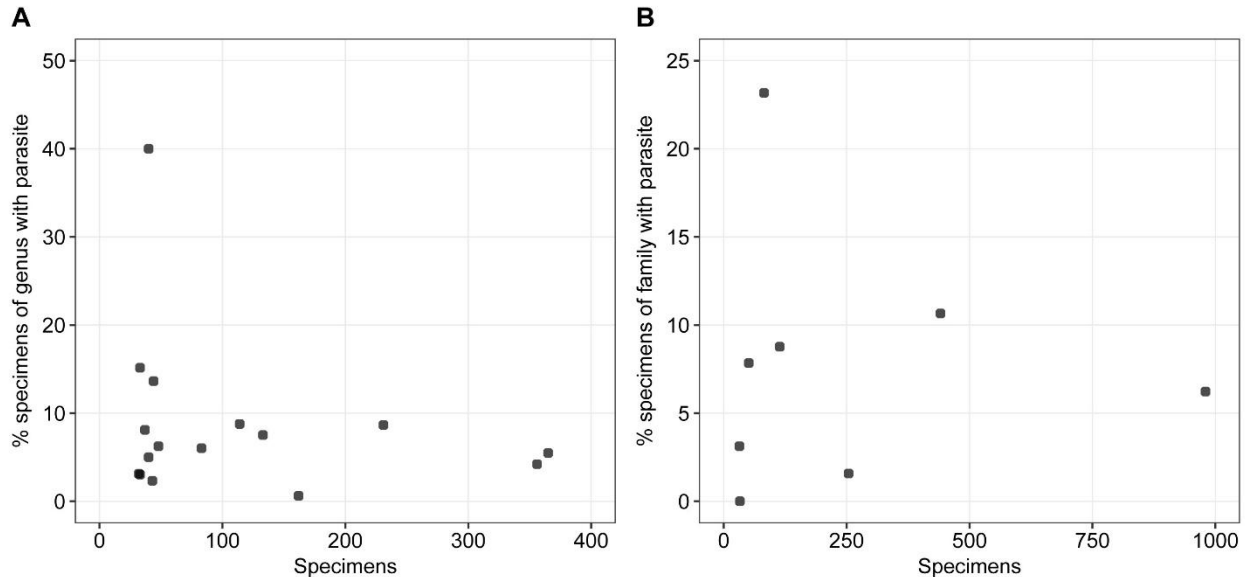 A
% specimens of genus with parasite
50
40
30
20
10
0
0 100 200 300 400
Specimens
B
% specimens of family with parasite
25
20
15
10
5
0
0 250 500 750 1000
Specimens